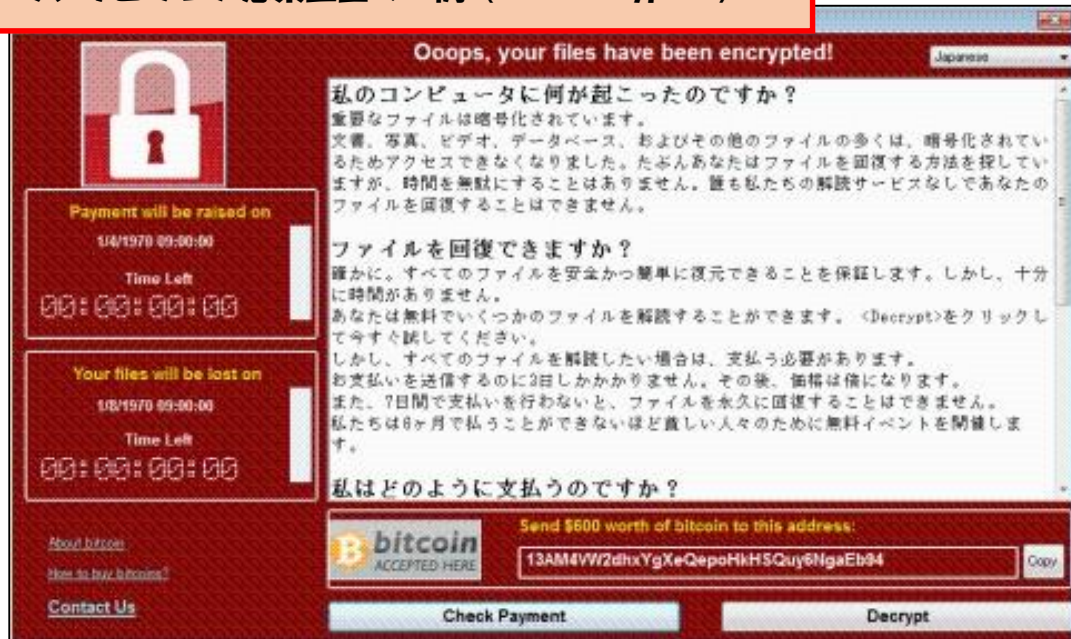 Ooops, your files have been encrypted!
Japanese
私のコンピュータに何が起こったのですか？
重要なファイルは暗号化されています。
文書、写真、ビデオ、データベース、およびその他のファイルの多くは、暗号化されてい
るためアクセスできなくなりました。たぶんあなたはファイルを回復する方法を探してい
ますが、時間を無駄にすることはありません。誰も私たちの解読サービスなしであなたの
ファイルを回復することはできません。
ファイルを回復できますか？
確かに。すべてのファイルを安全かつ簡単に復元できることを保証します。しかし、十分
に時間がありません。
あなたは無料でいくつかのファイルを解読することができます。 <Decrypt>をクリックし
て今すぐ試してください。
しかし、すべてのファイルを解読したい場合は、支払う必要があります。
お支払いを送信するのに3日しかかかりません。その後、価格は倍になります。
また、7日間で支払いを行わないと、ファイルを永久に回復することはできません。
私たちは6ヶ月で払うことができないほど貧しい人々のために無料イベントを開催しま
す。
私はどのように支払うのですか？
Payment will be raised on
1/4/1970 09:00:00
Time Left
00:00:00:00
Your files will be lost on
1/8/1970 09:00:00
Time Left
00:00:00:00
About bitcoin
How to buy bitcoins?
Contact Us
bitcoin
ACCEPTED HERE
Send $600 worth of bitcoin to this address:
13AM4VW2dhxYgXeQepoHkHSQuy6NgaEb94
Copy
Check Payment
Decrypt